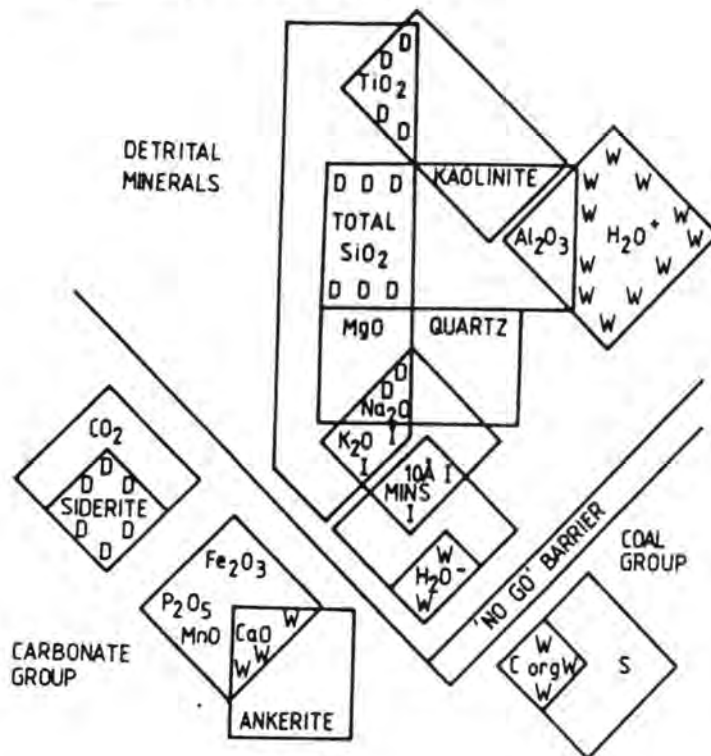 D
D
TiO₂
D
D
DETRITAL
MINERALS
KAOLINITE
D D D
TOTAL
SiO₂
D D D
Al₂O₃
W
W
W
W
H₂O⁺
W
W
W
W
W
W
W
MgO
QUARTZ
D
D
Na₂O
K₂O I
I
10Å I
MINS
I
W
H₂O⁻
W
CO₂
D
D D
SIDERITE
D D
D
Fe₂O₃
P₂O₅
MnO
CaO W
W
W
ANKERITE
CARBONATE
GROUP
'NO GO' BARRIER
COAL
GROUP
W
C org W
W
S